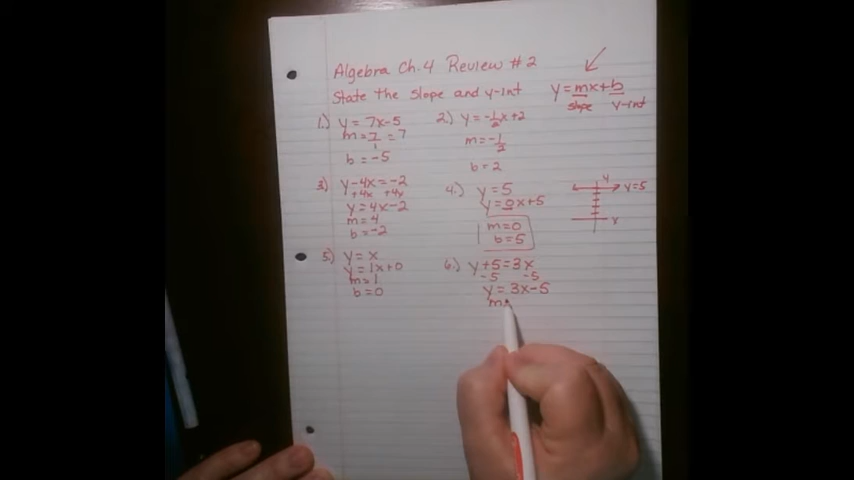 Algebra Ch.4 Review #2
State the slope and y-int
y=mx+b
slope y-int
1.) y = 7x-5
m = 7/1 = 7
b = -5
2.) y = -1/2x+2
m = -1/2
b = 2
3.) y-4x=-2
+4x +4x
y=4x-2
m=4
b=-2
4.) y=5
y=0x+5
m=0
b=5
y
y=5
x
5.) y = x
y = 1x+0
m=1
b=0
6.) y+5=3x
-5 -5
y = 3x-5
m